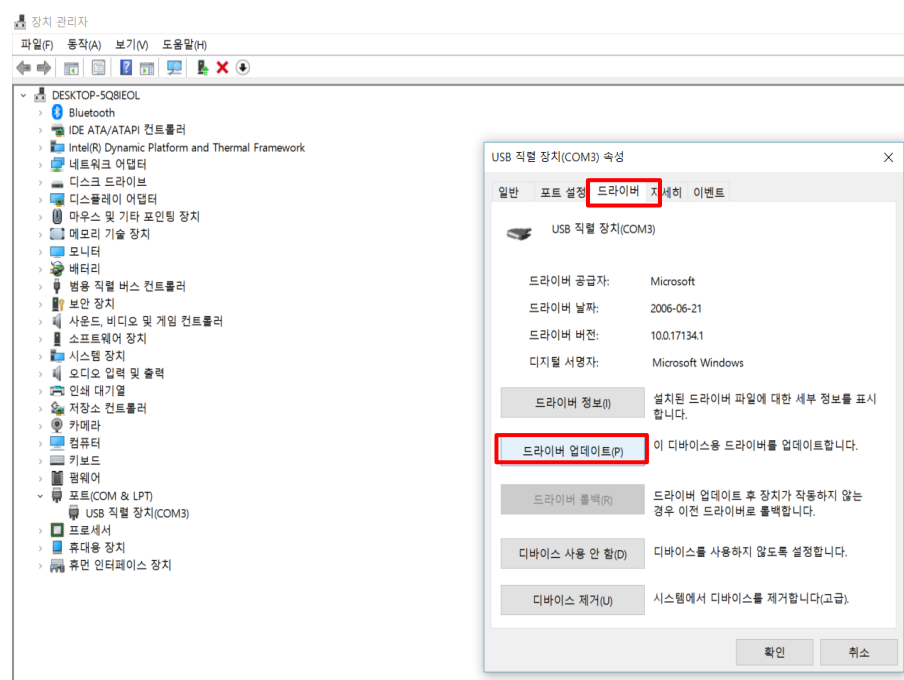 장치 관리자
파일(F) 동작(A) 보기(V) 도움말(H)
DESKTOP-5Q8IEOL
Bluetooth
IDE ATA/ATAPI 컨트롤러
Intel(R) Dynamic Platform and Thermal Framework
네트워크 어댑터
디스크 드라이브
디스플레이 어댑터
마우스 및 기타 포인팅 장치
메모리 기술 장치
모니터
배터리
범용 직렬 버스 컨트롤러
보안 장치
사운드, 비디오 및 게임 컨트롤러
소프트웨어 장치
시스템 장치
오디오 입력 및 출력
인쇄 대기열
저장소 컨트롤러
카메라
컴퓨터
키보드
펌웨어
포트(COM & LPT)
USB 직렬 장치(COM3)
프로세서
휴대용 장치
휴먼 인터페이스 장치
USB 직렬 장치(COM3) 속성
일반 포트 설정 드라이버 자세히 이벤트
USB 직렬 장치(COM3)
드라이버 공급자: Microsoft
드라이버 날짜: 2006-06-21
드라이버 버전: 10.0.17134.1
디지털 서명자: Microsoft Windows
드라이버 정보(I) 설치된 드라이버 파일에 대한 세부 정보를 표시
합니다.
드라이버 업데이트(P) 이 디바이스용 드라이버를 업데이트합니다.
드라이버 롤백(R) 드라이버 업데이트 후 장치가 작동하지 않는
경우 이전 드라이버로 롤백합니다.
디바이스 사용 안 함(D) 디바이스를 사용하지 않도록 설정합니다.
디바이스 제거(U) 시스템에서 디바이스를 제거합니다(고급).
확인 취소